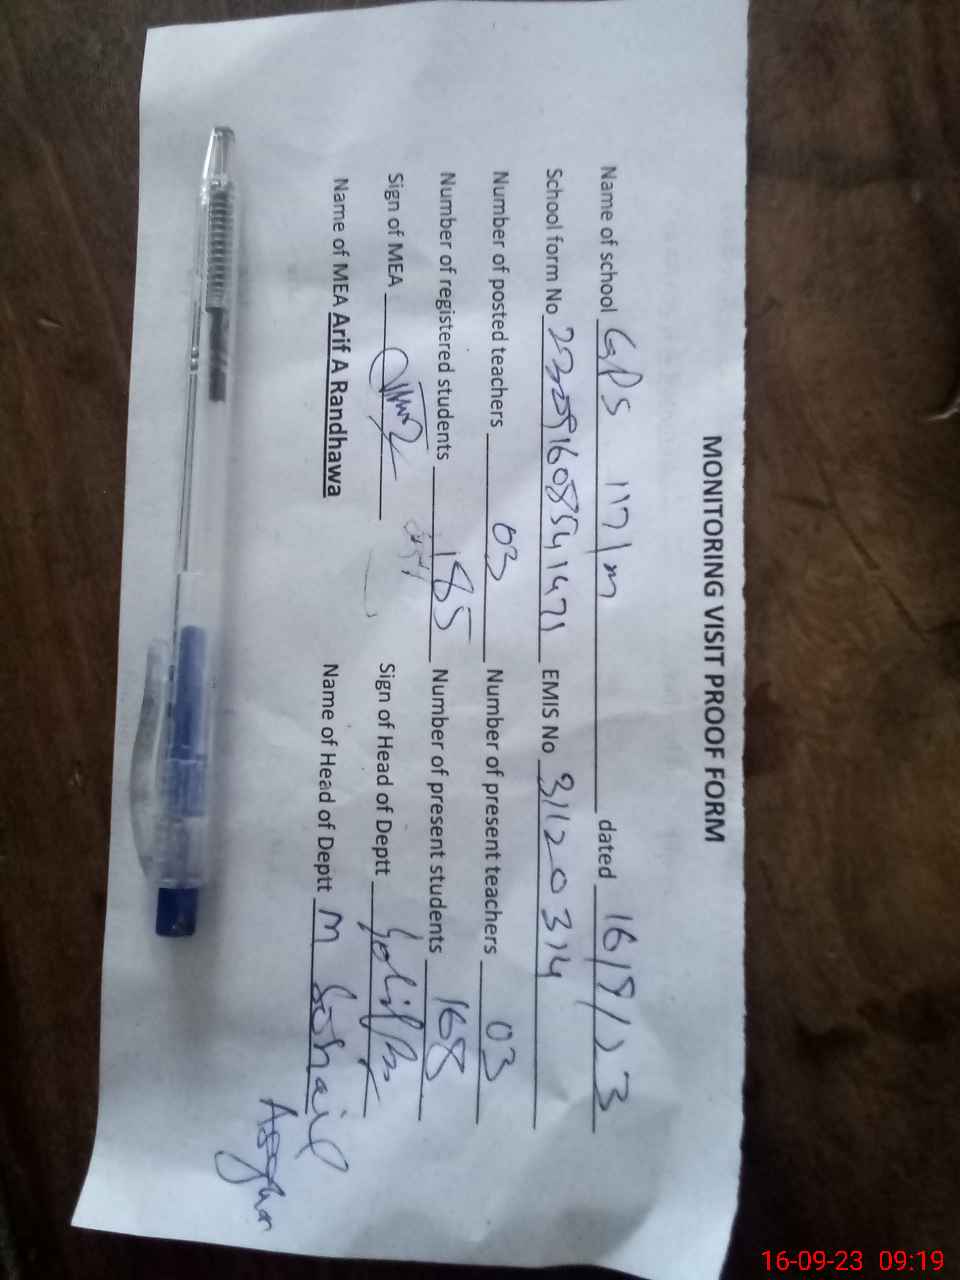 MONITORING VISIT PROOF FORM
Name of school GPS 117/m dated 16/9/23
School form No EMIS No 31120314
Number of posted teachers 03 Number of present teachers 03
Number of registered students 185 Number of present students 168
Sign of MEA Sign of Head of Deptt
Name of MEA Arif A Randhawa Name of Head of Deptt M Sohail
Asghar
16-09-23 09:19